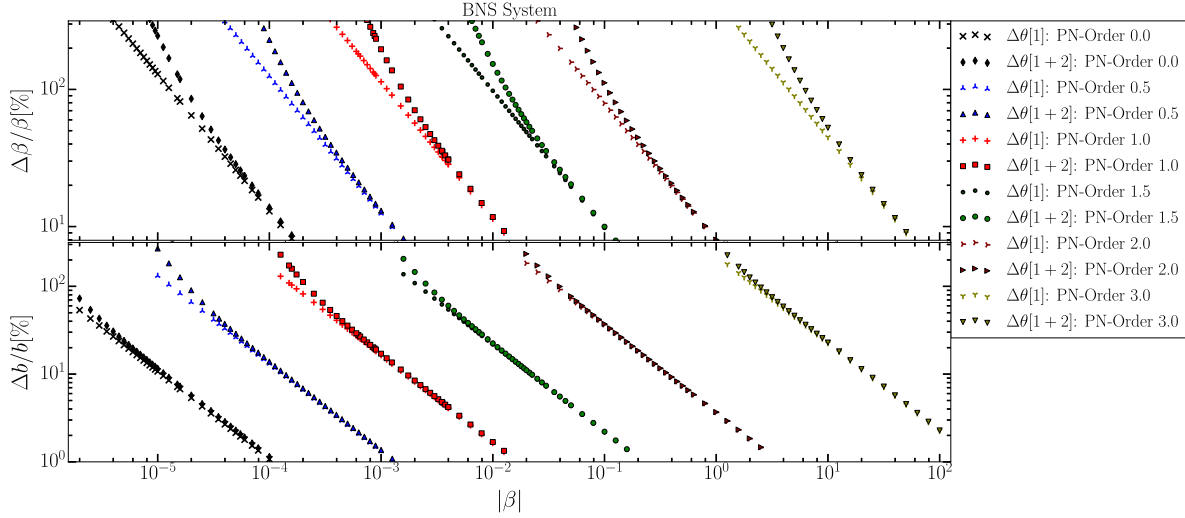 BNS System
Δβ/β[%]
10²
10¹
Δb/b[%]
10²
10¹
10⁰
10⁻⁵ 10⁻⁴ 10⁻³ 10⁻² 10⁻¹ 10⁰ 10¹ 10²
|β|
Δθ[1]: PN-Order 0.0
Δθ[1+2]: PN-Order 0.0
Δθ[1]: PN-Order 0.5
Δθ[1+2]: PN-Order 0.5
Δθ[1]: PN-Order 1.0
Δθ[1+2]: PN-Order 1.0
Δθ[1]: PN-Order 1.5
Δθ[1+2]: PN-Order 1.5
Δθ[1]: PN-Order 2.0
Δθ[1+2]: PN-Order 2.0
Δθ[1]: PN-Order 3.0
Δθ[1+2]: PN-Order 3.0